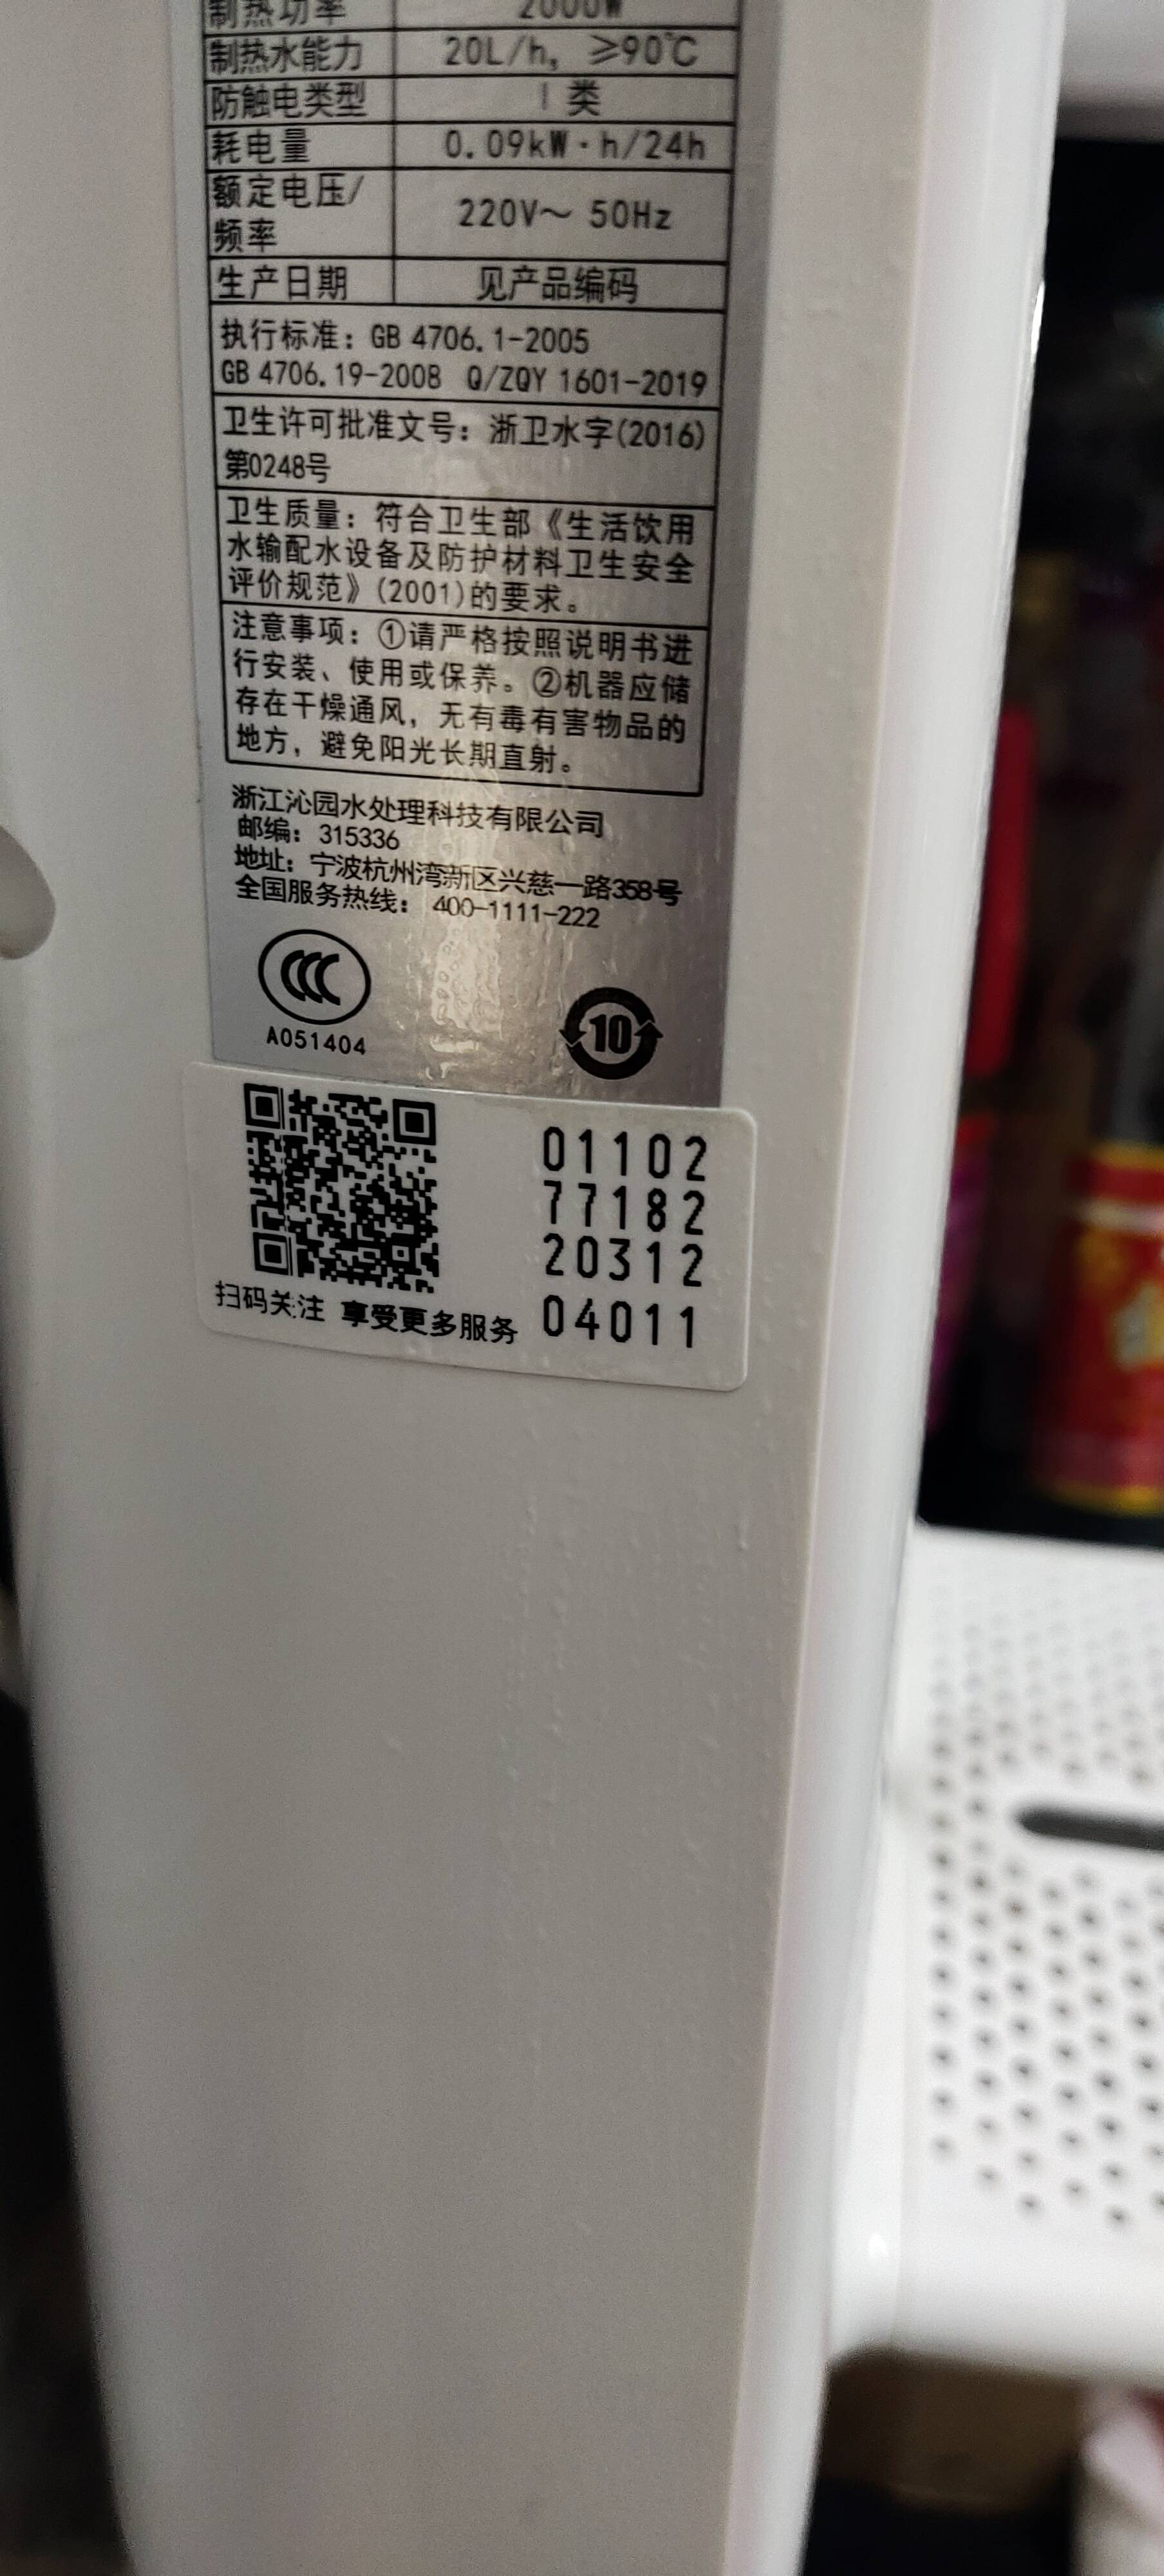 制热功率 2000W
制热水能力 20L/h, ≥90℃
防触电类型 I 类
耗电量 0.09kW·h/24h
额定电压/
频率 220V～ 50Hz
生产日期 见产品编码
执行标准：GB 4706.1-2005
GB 4706.19-2008 Q/ZQY 1601-2019
卫生许可批准文号：浙卫水字(2016)
第0248号
卫生质量：符合卫生部《生活饮用
水输配水设备及防护材料卫生安全
评价规范》(2001)的要求。
注意事项：①请严格按照说明书进
行安装、使用或保养。②机器应储
存在干燥通风，无有毒有害物品的
地方，避免阳光长期直射。
浙江沁园水处理科技有限公司
邮编：315336
地址：宁波杭州湾新区兴慈一路358号
全国服务热线：400-1111-222
CCC
A051404
10
01102
77182
20312
04011
扫码关注 享受更多服务